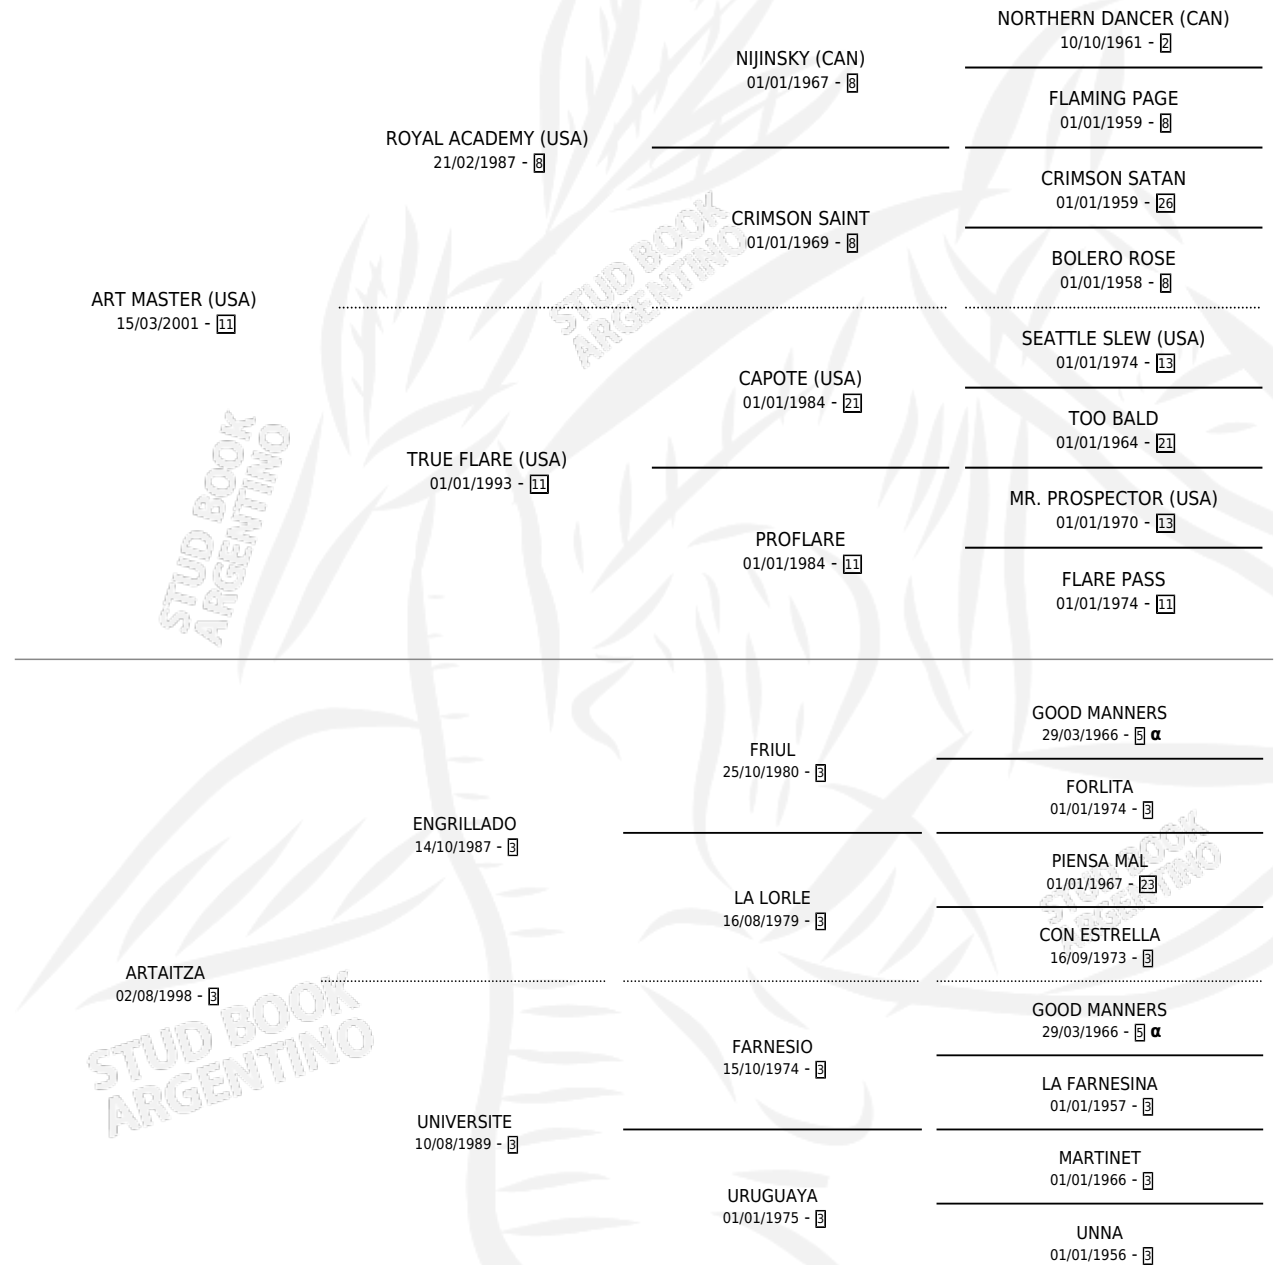 NORTHERN DANCER (CAN)
10/10/1961 - 2
NIJINSKY (CAN)
01/01/1967 - 8
FLAMING PAGE
01/01/1959 - 8
ROYAL ACADEMY (USA)
21/02/1987 - 8
CRIMSON SATAN
01/01/1959 - 26
CRIMSON SAINT
01/01/1969 - 8
BOLERO ROSE
01/01/1958 - 8
ART MASTER (USA)
15/03/2001 - 11
SEATTLE SLEW (USA)
01/01/1974 - 13
CAPOTE (USA)
01/01/1984 - 21
TOO BALD
01/01/1964 - 21
TRUE FLARE (USA)
01/01/1993 - 11
MR. PROSPECTOR (USA)
01/01/1970 - 13
PROFLARE
01/01/1984 - 11
FLARE PASS
01/01/1974 - 11
GOOD MANNERS
29/03/1966 - 5 α
FRIUL
25/10/1980 - 3
FORLITA
01/01/1974 - 3
ENGRILLADO
14/10/1987 - 3
PIENSA MAL
01/01/1967 - 23
LA LORLE
16/08/1979 - 3
CON ESTRELLA
16/09/1973 - 3
ARTAITZA
02/08/1998 - 3
GOOD MANNERS
29/03/1966 - 5 α
FARNESIO
15/10/1974 - 3
LA FARNESINA
01/01/1957 - 3
UNIVERSITE
10/08/1989 - 3
MARTINET
01/01/1966 - 3
URUGUAYA
01/01/1975 - 3
UNNA
01/01/1956 - 3
STUD BOOK
ARGENTINO
STUD BOOK
ARGENTINO
STUD BOOK
ARGENTINO
STUD BOOK
ARGENTINO